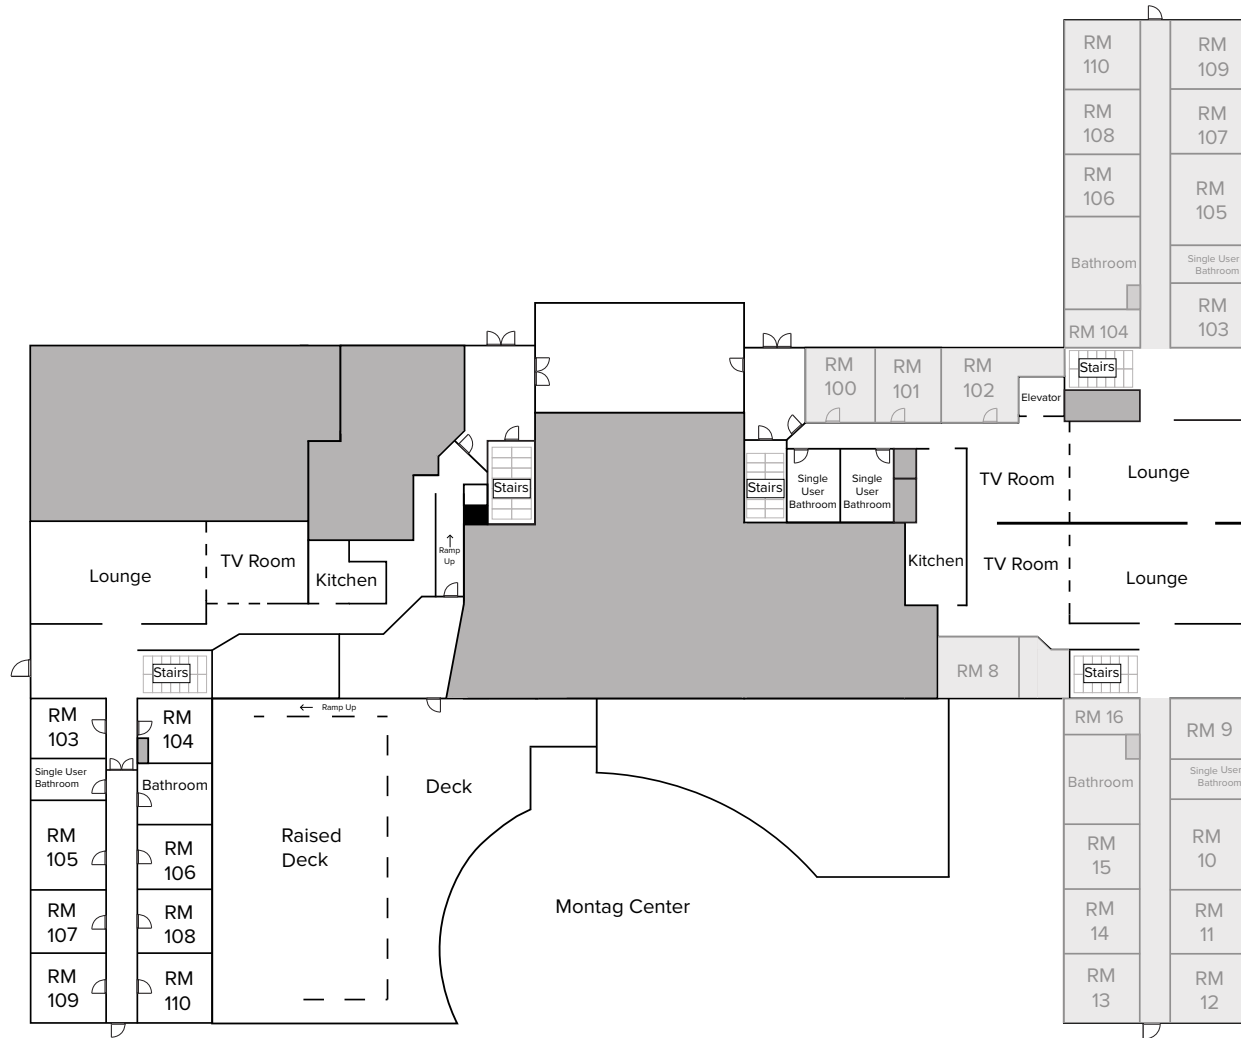 RM
110
RM
109
RM
108
RM
107
RM
106
RM
105
Bathroom
Single User
Bathroom
RM 104
RM
103
Stairs
RM
100
RM
101
RM
102
Elevator
Stairs
Stairs
Single
User
Bathroom
Single
User
Bathroom
TV Room
Lounge
Lounge
TV Room
Kitchen
↑
Ramp
Up
Kitchen
TV Room
Lounge
Stairs
RM 8
Stairs
RM
103
RM
104
← Ramp Up
RM 16
RM 9
Single User
Bathroom
Bathroom
Deck
Bathroom
Single User
Bathroom
RM
105
RM
106
Raised
Deck
RM
15
RM
10
RM
107
RM
108
Montag Center
RM
14
RM
11
RM
109
RM
110
RM
13
RM
12